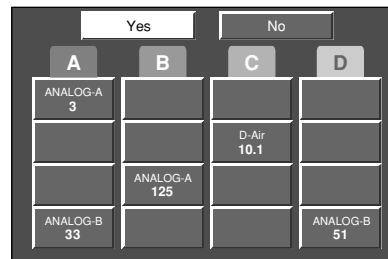 Yes No
A B C D
ANALOG-A
3
D-Air
10.1
ANALOG-A
125
ANALOG-B ANALOG-B
33 51